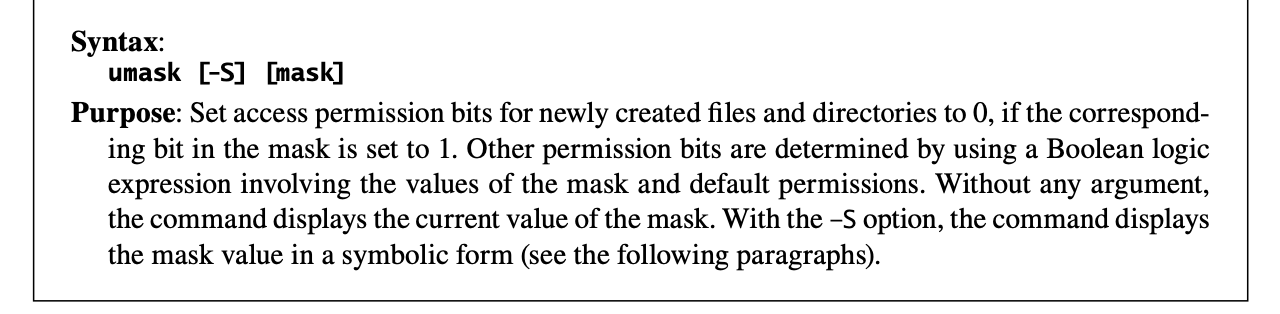 Syntax:
umask [-S] [mask]
Purpose: Set access permission bits for newly created files and directories to 0, if the correspond-
ing bit in the mask is set to 1. Other permission bits are determined by using a Boolean logic
expression involving the values of the mask and default permissions. Without any argument,
the command displays the current value of the mask. With the –S option, the command displays
the mask value in a symbolic form (see the following paragraphs).